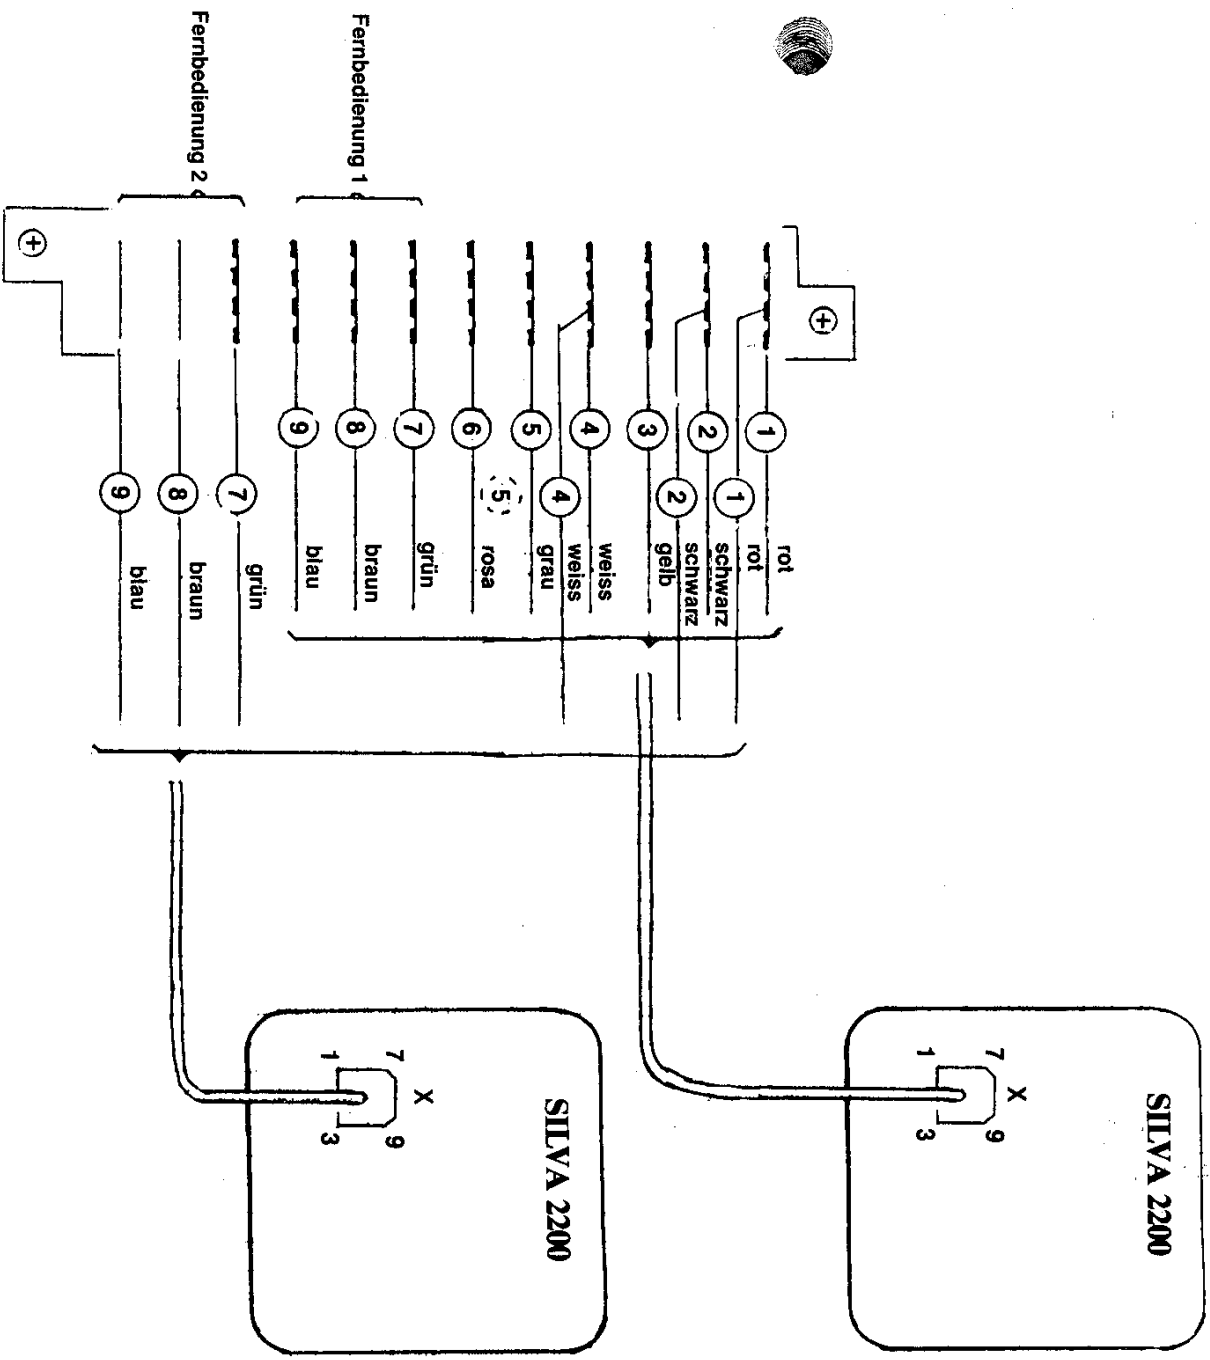 SILVA 2200
X
7 9
1 3
1 rot
1 rot
2 schwarz
2 schwarz
3 gelb
4 weiss
4 weiss
5 grau
5
6 rosa
Fernbedienung 1
7 grün
8 braun
9 blau
Fernbedienung 2
7 grün
8 braun
9 blau
SILVA 2200
X
7 9
1 3